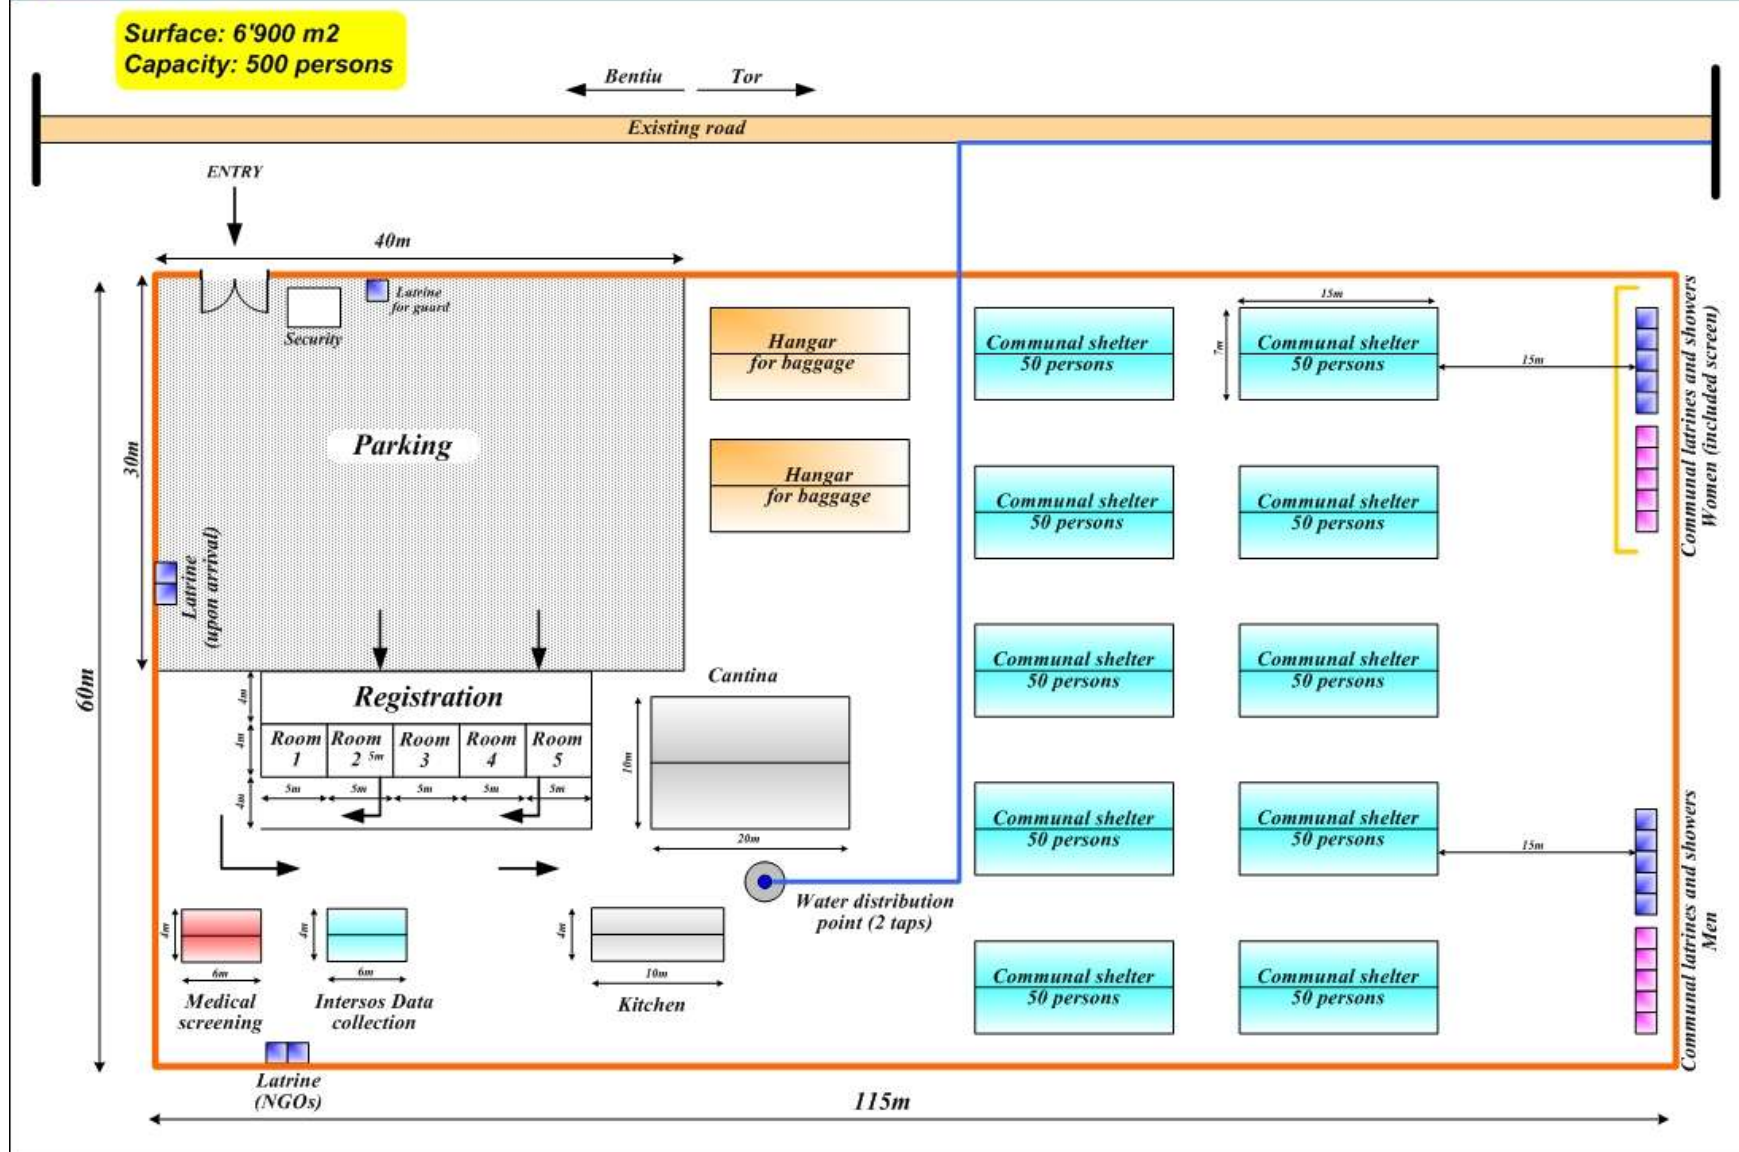 Surface: 6'900 m2
Capacity: 500 persons
Bentiu
Tor
Existing road
ENTRY
40m
Security
Latrine
for guard
Parking
30m
60m
Latrine
(upon arrival)
Hangar
for baggage
Hangar
for baggage
Communal shelter
50 persons
15m
7m
Communal shelter
50 persons
15m
Communal latrines and showers
Women (included screen)
Communal shelter
50 persons
Communal shelter
50 persons
Communal shelter
50 persons
Communal shelter
50 persons
Communal shelter
50 persons
Communal shelter
50 persons
15m
Communal latrines and showers
Men
Communal shelter
50 persons
Communal shelter
50 persons
Registration
4m
4m
4m
Room
1
Room
2 5m
Room
3
Room
4
Room
5
5m
5m
5m
5m
5m
Cantina
10m
20m
Water distribution
point (2 taps)
4m
6m
Medical
screening
4m
6m
Intersos Data
collection
4m
10m
Kitchen
Latrine
(NGOs)
115m